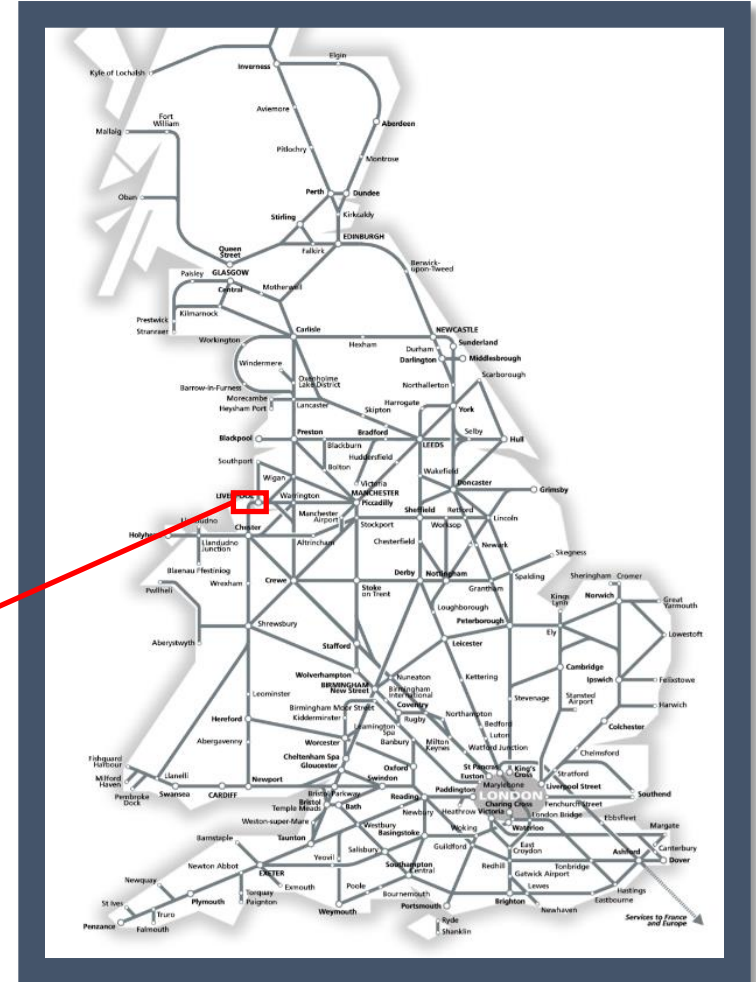 Elgin
Inverness
Kyle of Lochalsh
Aviemore
Fort
William
Aberdeen
Mallaig
Pitlochry
Montrose
Perth
Dundee
Oban
Stirling
Kirkcaldy
Queen
Street
EDINBURGH
Falkirk
Berwick-
upon-Tweed
Paisley
GLASGOW
Central
Motherwell
Prestwick
Kilmarnock
Stranraer
Carlisle
NEWCASTLE
Workington
Hexham
Sunderland
Durham
Darlington
Middlesbrough
Windermere
Scarborough
Oxenholme
Lake District
Barrow-in-Furness
Northallerton
Morecambe
Lancaster
Harrogate
Heysham Port
Skipton
York
Preston
Bradford
Selby
Blackpool
Blackburn
LEEDS
Hull
Huddersfield
Southport
Bolton
Wakefield
Wigan
Victoria
Doncaster
MANCHESTER
Grimsby
Warrington
Piccadilly
Manchester
Airport
Sheffield
Retford
Stockport
Worksop
Lincoln
Llandudno
Junction
Chester
Altrincham
Chesterfield
Newark
Skegness
Blaenau Ffestiniog
Derby
Nottingham
Sheringham
Cromer
Pwllheli
Wrexham
Crewe
Stoke
on Trent
Grantham
Spalding
Kings
Lynn
Norwich
Great
Yarmouth
Loughborough
Peterborough
Shrewsbury
Ely
Aberystwyth
Stafford
Leicester
Lowestoft
Wolverhampton
Nuneaton
Kettering
Cambridge
BIRMINGHAM
New Street
Birmingham
International
Ipswich
Felixstowe
Leominster
Birmingham Moor Street
Coventry
Stevenage
Stansted
Airport
Kidderminster
Rugby
Northampton
Harwich
Hereford
Leamington
Spa
Bedford
Colchester
Worcester
Banbury
Milton
Keynes
Luton
Abergavenny
Watford Junction
Chelmsford
Cheltenham Spa
Gloucester
Oxford
St Pancras
King's
Cross
Fishguard
Harbour
Euston
Stratford
Llanelli
Swindon
Marylebone
Milford
Haven
Newport
Paddington
Liverpool Street
Pembroke
Dock
Swansea
CARDIFF
Bristol Parkway
Reading
LONDON
Southend
Bristol
Temple Meads
Bath
Charing Cross
Fenchurch Street
Newbury
Heathrow
Victoria
London Bridge
Ebbsfleet
Weston-super-Mare
Westbury
Waterloo
Margate
Barnstaple
Taunton
Basingstoke
Woking
East
Croydon
Canterbury
Yeovil
Salisbury
Guildford
Ashford
Dover
Newton Abbot
Southampton
Central
Redhill
Tonbridge
EXETER
Gatwick Airport
Newquay
Exmouth
Poole
Lewes
Hastings
Torquay
Paignton
Bournemouth
Eastbourne
St Ives
Plymouth
Weymouth
Portsmouth
Brighton
Newhaven
Truro
Penzance
Falmouth
Ryde
Shanklin
Services to France
and Europe